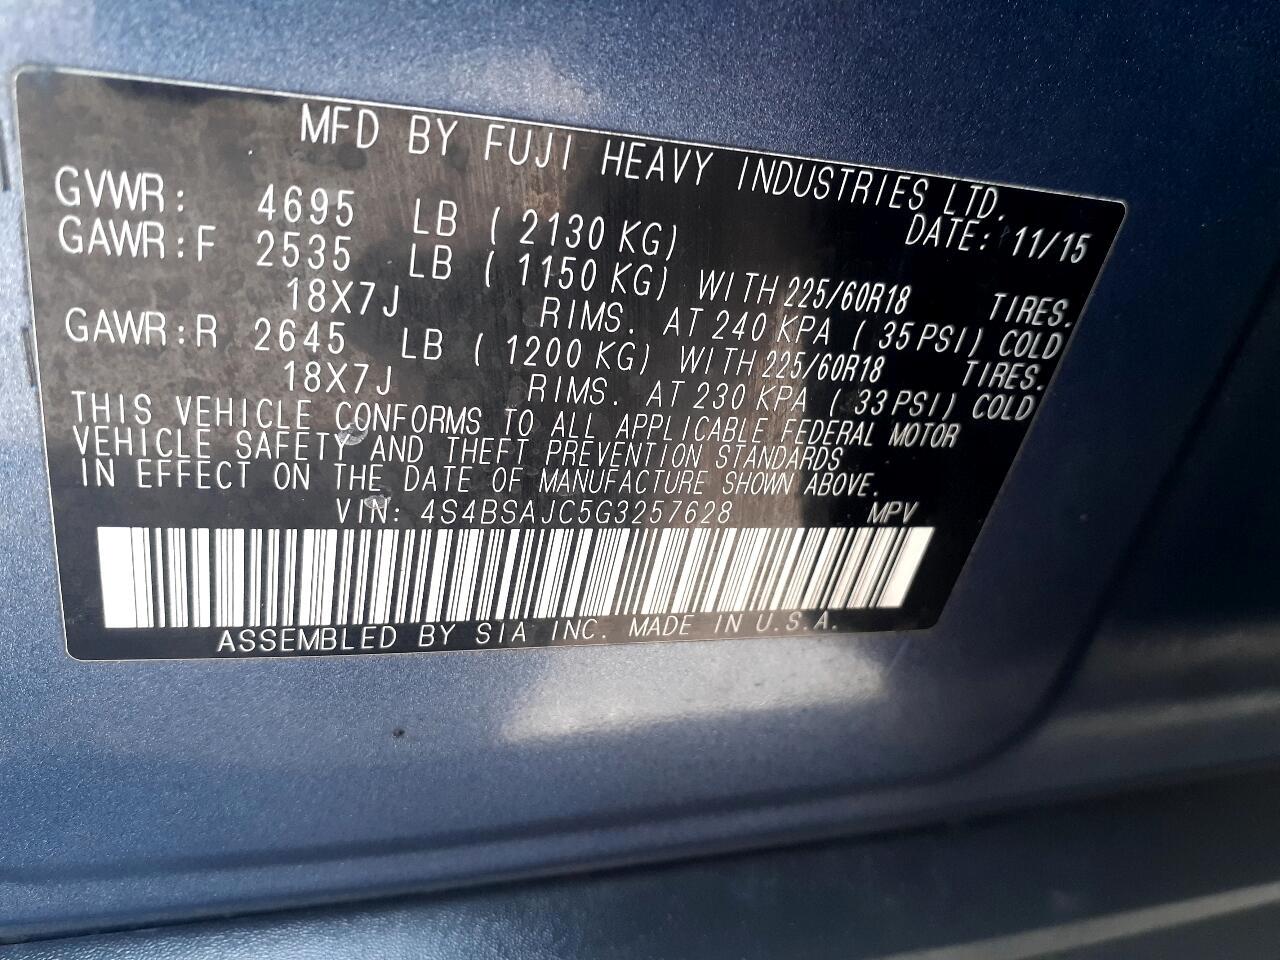 MFD BY FUJI HEAVY INDUSTRIES LTD.
DATE: 11/15
GVWR: 4695 LB ( 2130 KG)
GAWR:F 2535 LB ( 1150 KG) WITH 225/60R18 TIRES.
18X7J RIMS. AT 240 KPA ( 35 PSI) COLD
GAWR:R 2645 LB ( 1200 KG) WITH 225/60R18 TIRES.
18X7J RIMS. AT 230 KPA ( 33 PSI) COLD
THIS VEHICLE CONFORMS TO ALL APPLICABLE FEDERAL MOTOR
VEHICLE SAFETY AND THEFT PREVENTION STANDARDS
IN EFFECT ON THE DATE OF MANUFACTURE SHOWN ABOVE.
VIN: 4S4BSAJC5G3257628 MPV
ASSEMBLED BY SIA INC. MADE IN U.S.A.